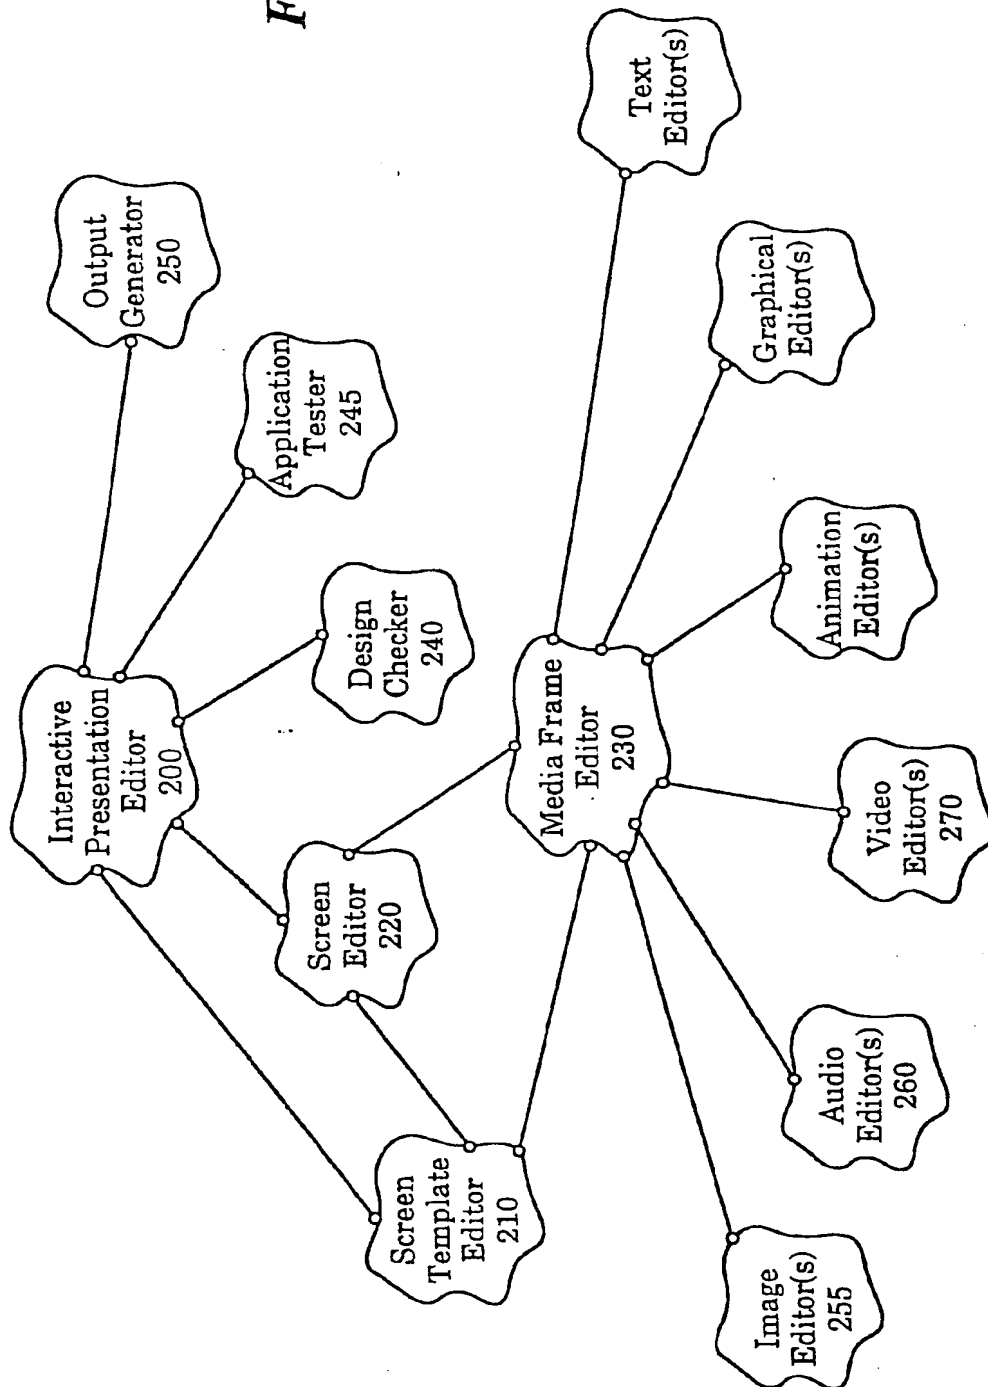 F
Interactive
Presentation
Editor
200
Output
Generator
250
Application
Tester
245
Design
Checker
240
Screen
Editor
220
Screen
Template
Editor
210
Media Frame
Editor
230
Image
Editor(s)
255
Audio
Editor(s)
260
Video
Editor(s)
270
Animation
Editor(s)
Graphical
Editor(s)
Text
Editor(s)